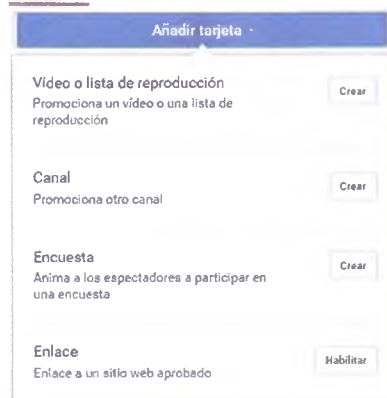 Añadir tarjeta
Vídeo o lista de reproducción
Crear
Promociona un vídeo o una lista de
reproducción
Canal
Crear
Promociona otro canal
Encuesta
Crear
Anima a los espectadores a participar en
una encuesta
Enlace
Habilitar
Enlace a un sitio web aprobado